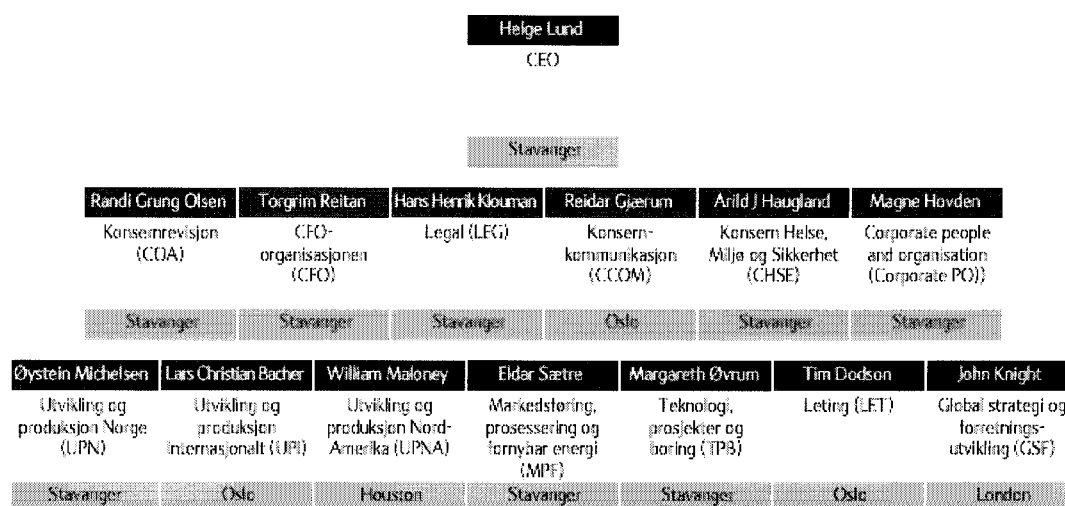 Helge Lund
CEO
Stavanger
Randi Grung Olsen
Konsernrevisjon
(COA)
Stavanger
Torgrim Reitan
CFO-
organisasjonen
(CFO)
Stavanger
Hans Henrik Klouman
Legal (LEG)
Stavanger
Reidar Gjærum
Konsern-
kommunikasjon
(CCOM)
Oslo
Arild J Haugland
Konsern Helse,
Miljø og Sikkerhet
(CHSE)
Stavanger
Magne Hovden
Corporate people
and organisation
(Corporate PO))
Stavanger
Øystein Michelsen
Utvikling og
produksjon Norge
(UPN)
Stavanger
Lars Christian Bacher
Utvikling og
produksjon
internasjonalt (UPI)
Oslo
William Maloney
Utvikling og
produksjon Nord-
Amerika (UPNA)
Houston
Eldar Sætre
Markedsføring,
prosessering og
fornybar energi
(MPF)
Stavanger
Margareth Øvrum
Teknologi,
prosjekter og
boring (TPB)
Stavanger
Tim Dodson
Leting (LET)
Oslo
John Knight
Global strategi og
forretnings-
utvikling (GSF)
London